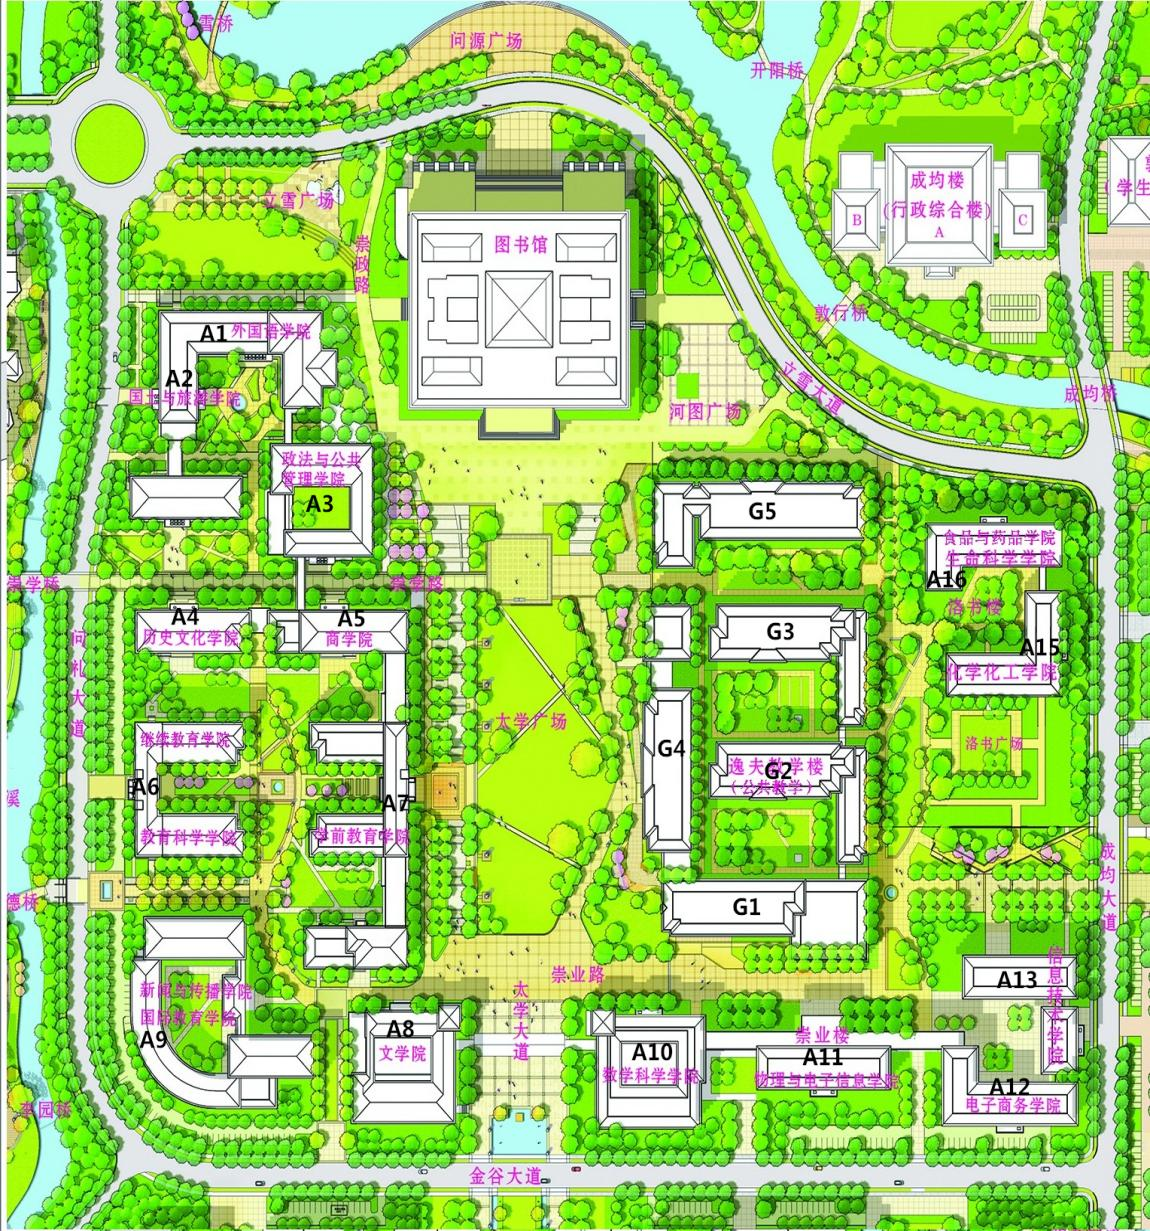 雪桥
问源广场
开阳桥
成均楼
(行政综合楼)
A
B
C
(学生
立雪广场
图书馆
崇政路
敦行桥
立雪大道
成均桥
河图广场
A1
外国语学院
A2
国土与旅游学院
政法与公共
管理学院
A3
G5
食品与药品学院
生命科学学院
A16
洛书楼
A15
化学化工学院
洛书广场
崇学桥
A4
历史文化学院
A5
商学院
G3
问礼大道
继续教育学院
太学广场
G4
A6
A7
G2
逸夫教学楼
(公共教学)
溪
教育科学学院
学前教育学院
成均大道
德桥
G1
崇业路
A13
信息技术学院
新闻与传播学院
国际教育学院
A9
太学大道
A8
文学院
A10
数学科学学院
崇业楼
A11
物理与电子信息学院
A12
电子商务学院
至园桥
金谷大道